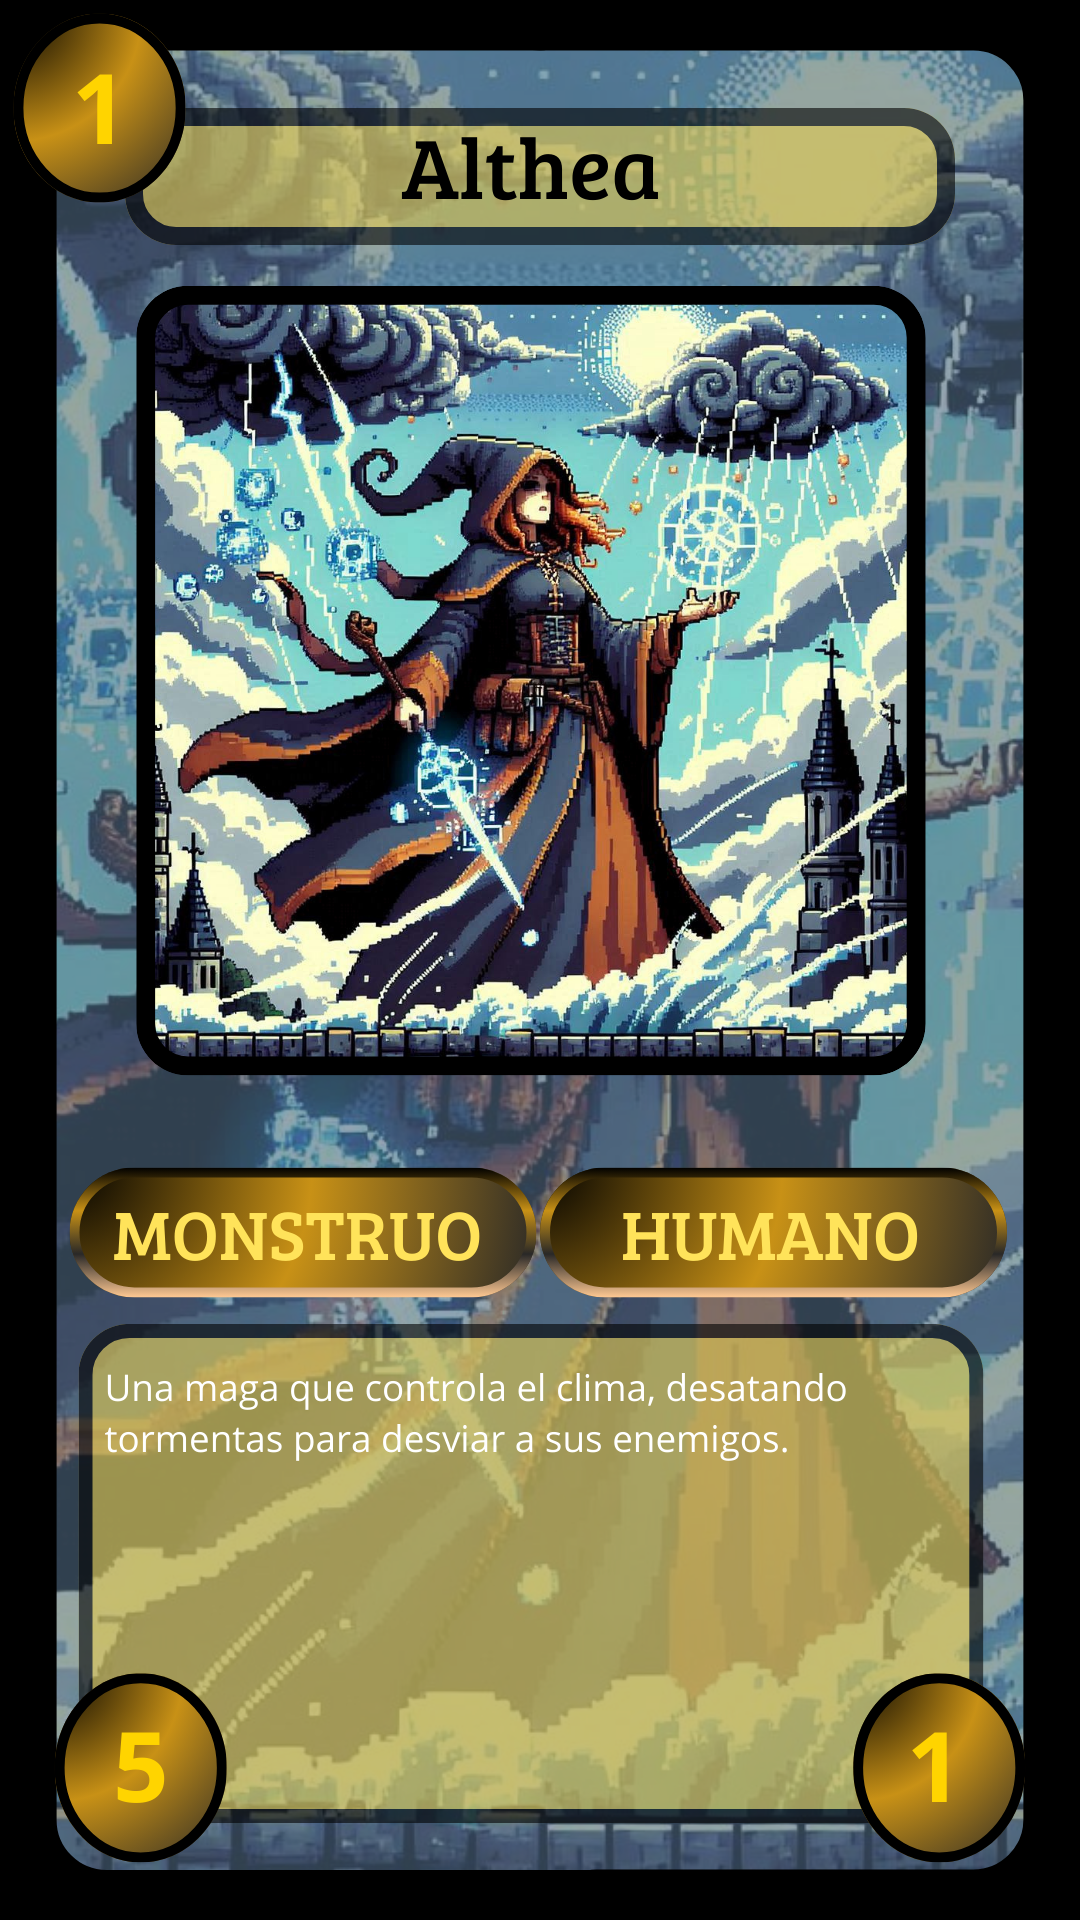 1
Althea
MONSTRUO
HUMANO
Una maga que controla el clima, desatando
tormentas para desviar a sus enemigos.
5
1